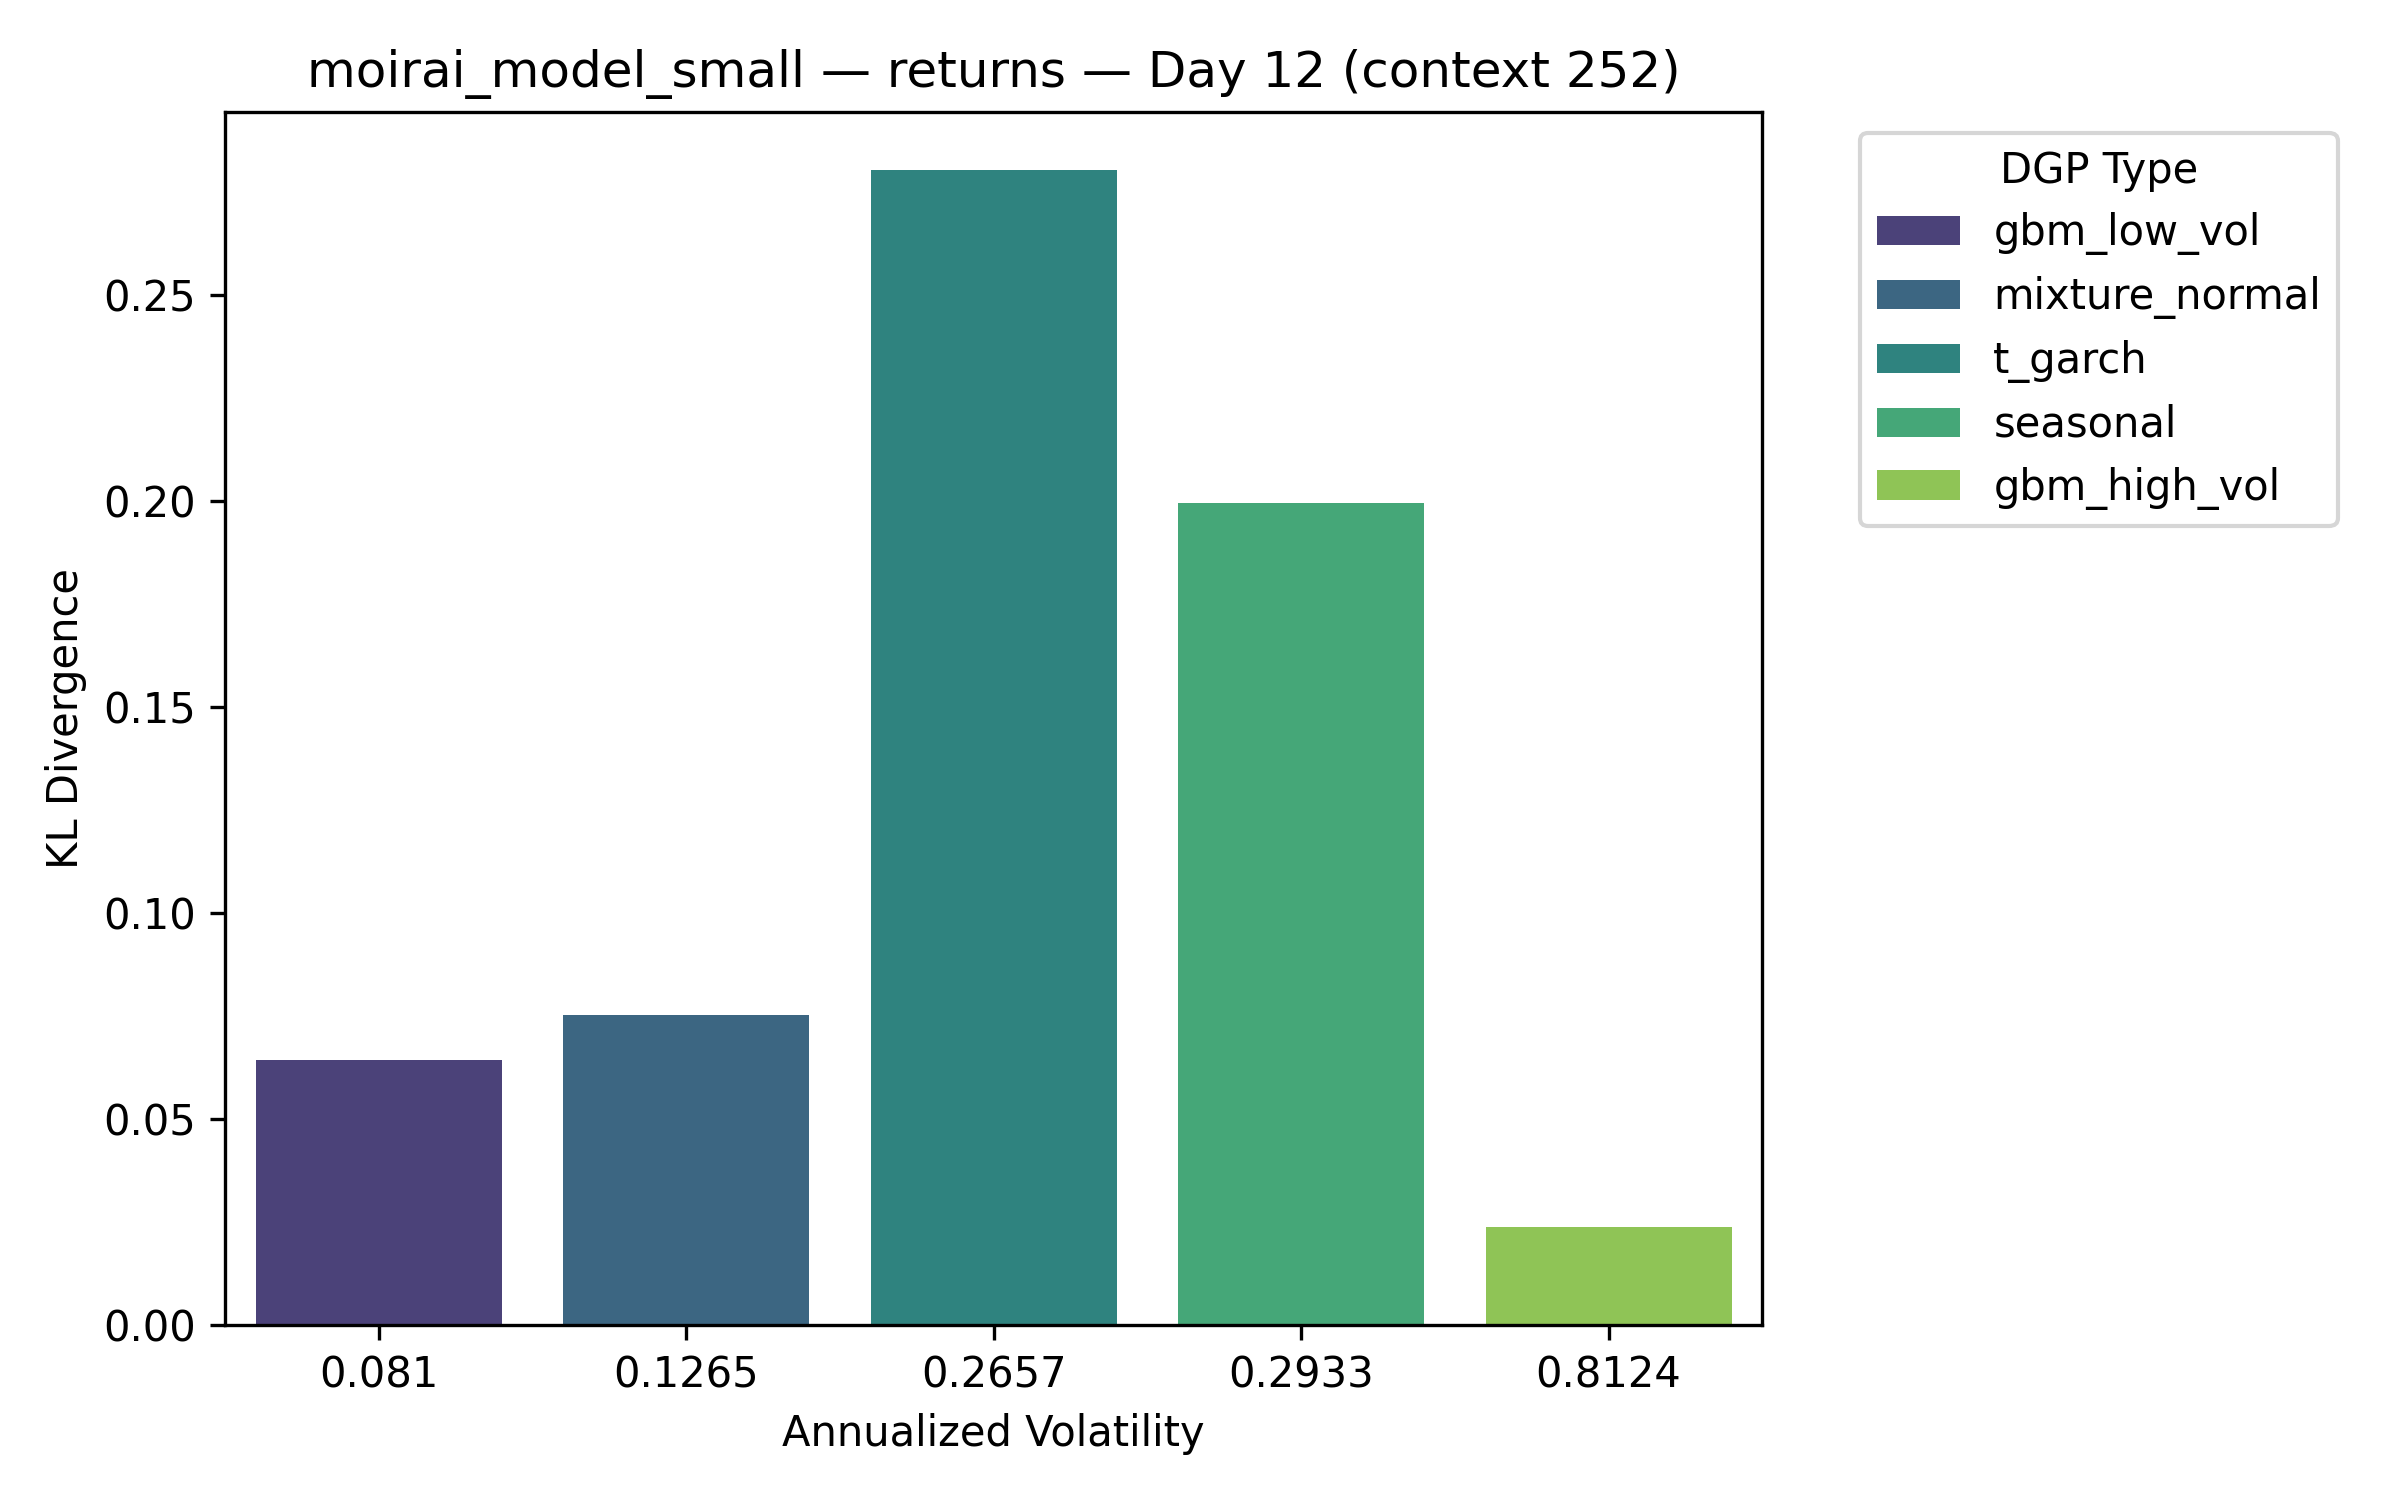 moirai_model_small — returns — Day 12 (context 252)
DGP Type
gbm_low_vol
mixture_normal
t_garch
seasonal
gbm_high_vol
KL Divergence
0.25
0.20
0.15
0.10
0.05
0.00
0.081 0.1265 0.2657 0.2933 0.8124
Annualized Volatility